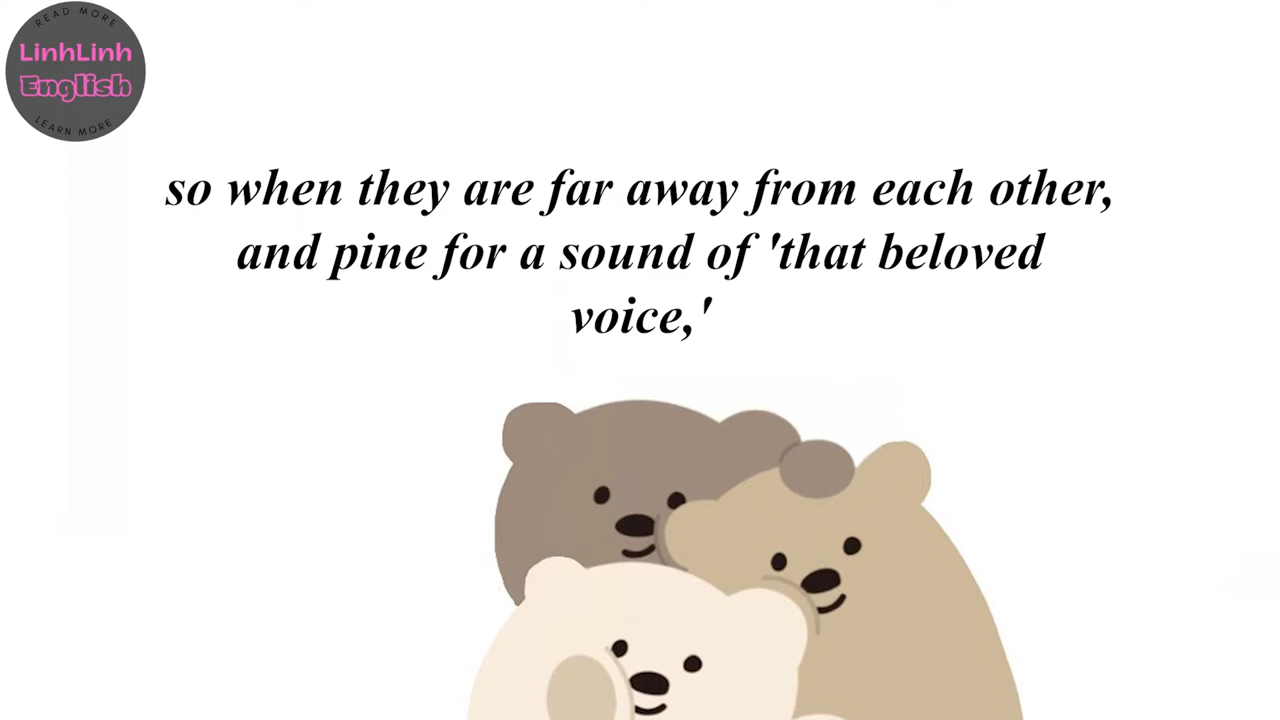 READ MORE
LinhLinh
English
LEARN MORE
so when they are far away from each other,
and pine for a sound of 'that beloved
voice,'